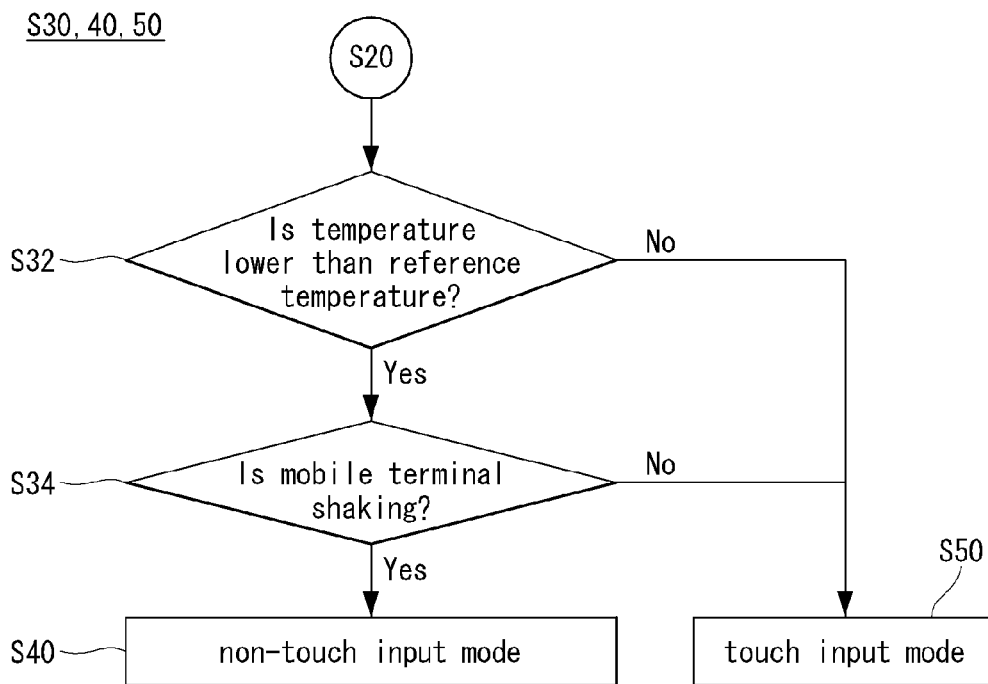 S30, 40, 50
S20
Is temperature
lower than reference
temperature?
No
S32
Yes
Is mobile terminal
shaking?
No
S34
Yes
S50
S40
non-touch input mode
touch input mode